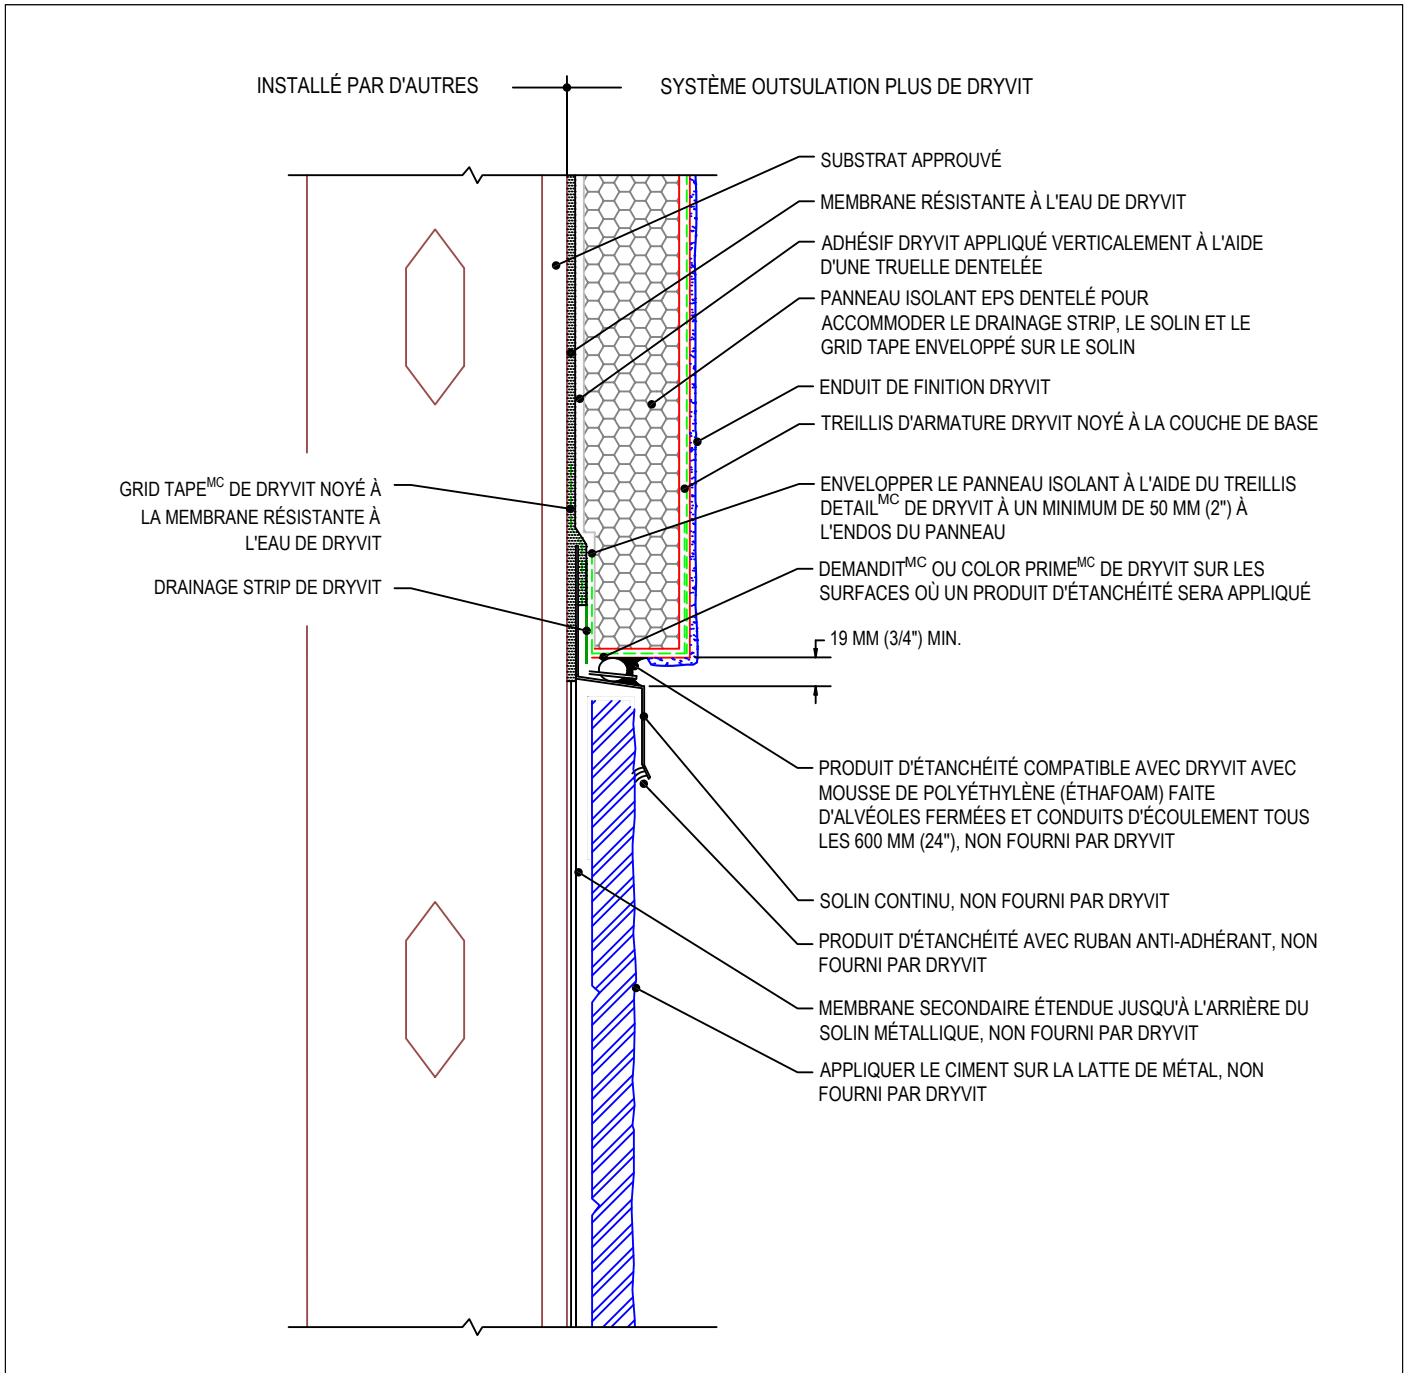 INSTALLÉ PAR D'AUTRES
SYSTÈME OUTSULATION PLUS DE DRYVIT
SUBSTRAT APPROUVÉ
MEMBRANE RÉSISTANTE À L'EAU DE DRYVIT
ADHÉSIF DRYVIT APPLIQUÉ VERTICALEMENT À L'AIDE
D'UNE TRUELLE DENTELÉE
PANNEAU ISOLANT EPS DENTELÉ POUR
ACCOMMODER LE DRAINAGE STRIP, LE SOLIN ET LE
GRID TAPE ENVELOPPÉ SUR LE SOLIN
ENDUIT DE FINITION DRYVIT
TREILLIS D'ARMATURE DRYVIT NOYÉ À LA COUCHE DE BASE
GRID TAPE^MC DE DRYVIT NOYÉ À
LA MEMBRANE RÉSISTANTE À
L'EAU DE DRYVIT
DRAINAGE STRIP DE DRYVIT
ENVELOPPER LE PANNEAU ISOLANT À L'AIDE DU TREILLIS
DETAIL^MC DE DRYVIT À UN MINIMUM DE 50 MM (2") À
L'ENDOS DU PANNEAU
DEMANDIT^MC OU COLOR PRIME^MC DE DRYVIT SUR LES
SURFACES OÙ UN PRODUIT D'ÉTANCHÉITÉ SERA APPLIQUÉ
19 MM (3/4") MIN.
PRODUIT D'ÉTANCHÉITÉ COMPATIBLE AVEC DRYVIT AVEC
MOUSSE DE POLYÉTHYLÈNE (ÉTHAFOAM) FAITE
D'ALVÉOLES FERMÉES ET CONDUITS D'ÉCOULEMENT TOUS
LES 600 MM (24"), NON FOURNI PAR DRYVIT
SOLIN CONTINU, NON FOURNI PAR DRYVIT
PRODUIT D'ÉTANCHÉITÉ AVEC RUBAN ANTI-ADHÉRANT, NON
FOURNI PAR DRYVIT
MEMBRANE SECONDAIRE ÉTENDUE JUSQU'À L'ARRIÈRE DU
SOLIN MÉTALLIQUE, NON FOURNI PAR DRYVIT
APPLIQUER LE CIMENT SUR LA LATTE DE MÉTAL, NON
FOURNI PAR DRYVIT